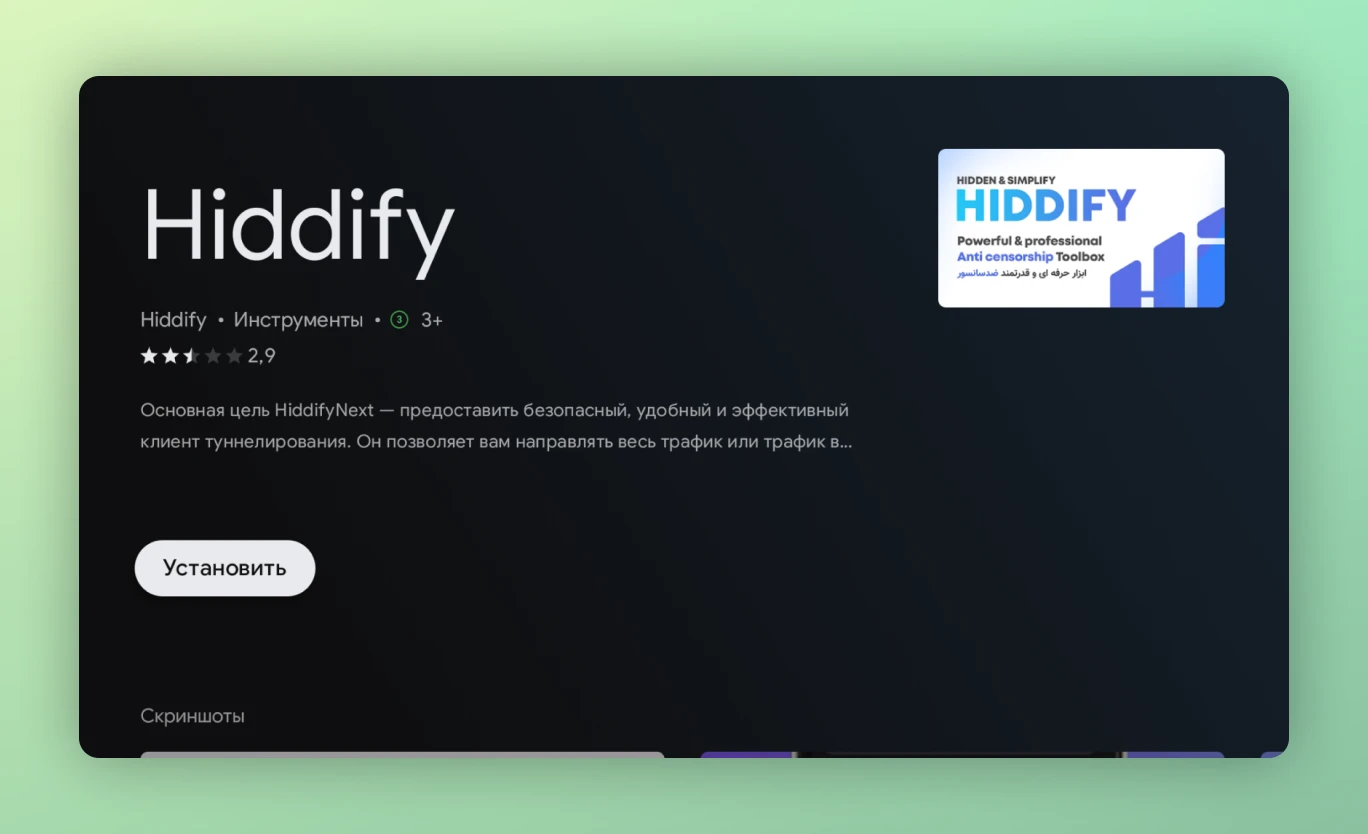 Hiddify
HIDDEN & SIMPLIFY
HIDDIFY
Powerful & professional
Anti censorship Toolbox
ابزار حرفه ای و قدرتمند ضدسانسور
Hiddify • Инструменты • 3 3+
2,9
Основная цель HiddifyNext — предоставить безопасный, удобный и эффективный
клиент туннелирования. Он позволяет вам направлять весь трафик или трафик в...
Установить
Скриншоты